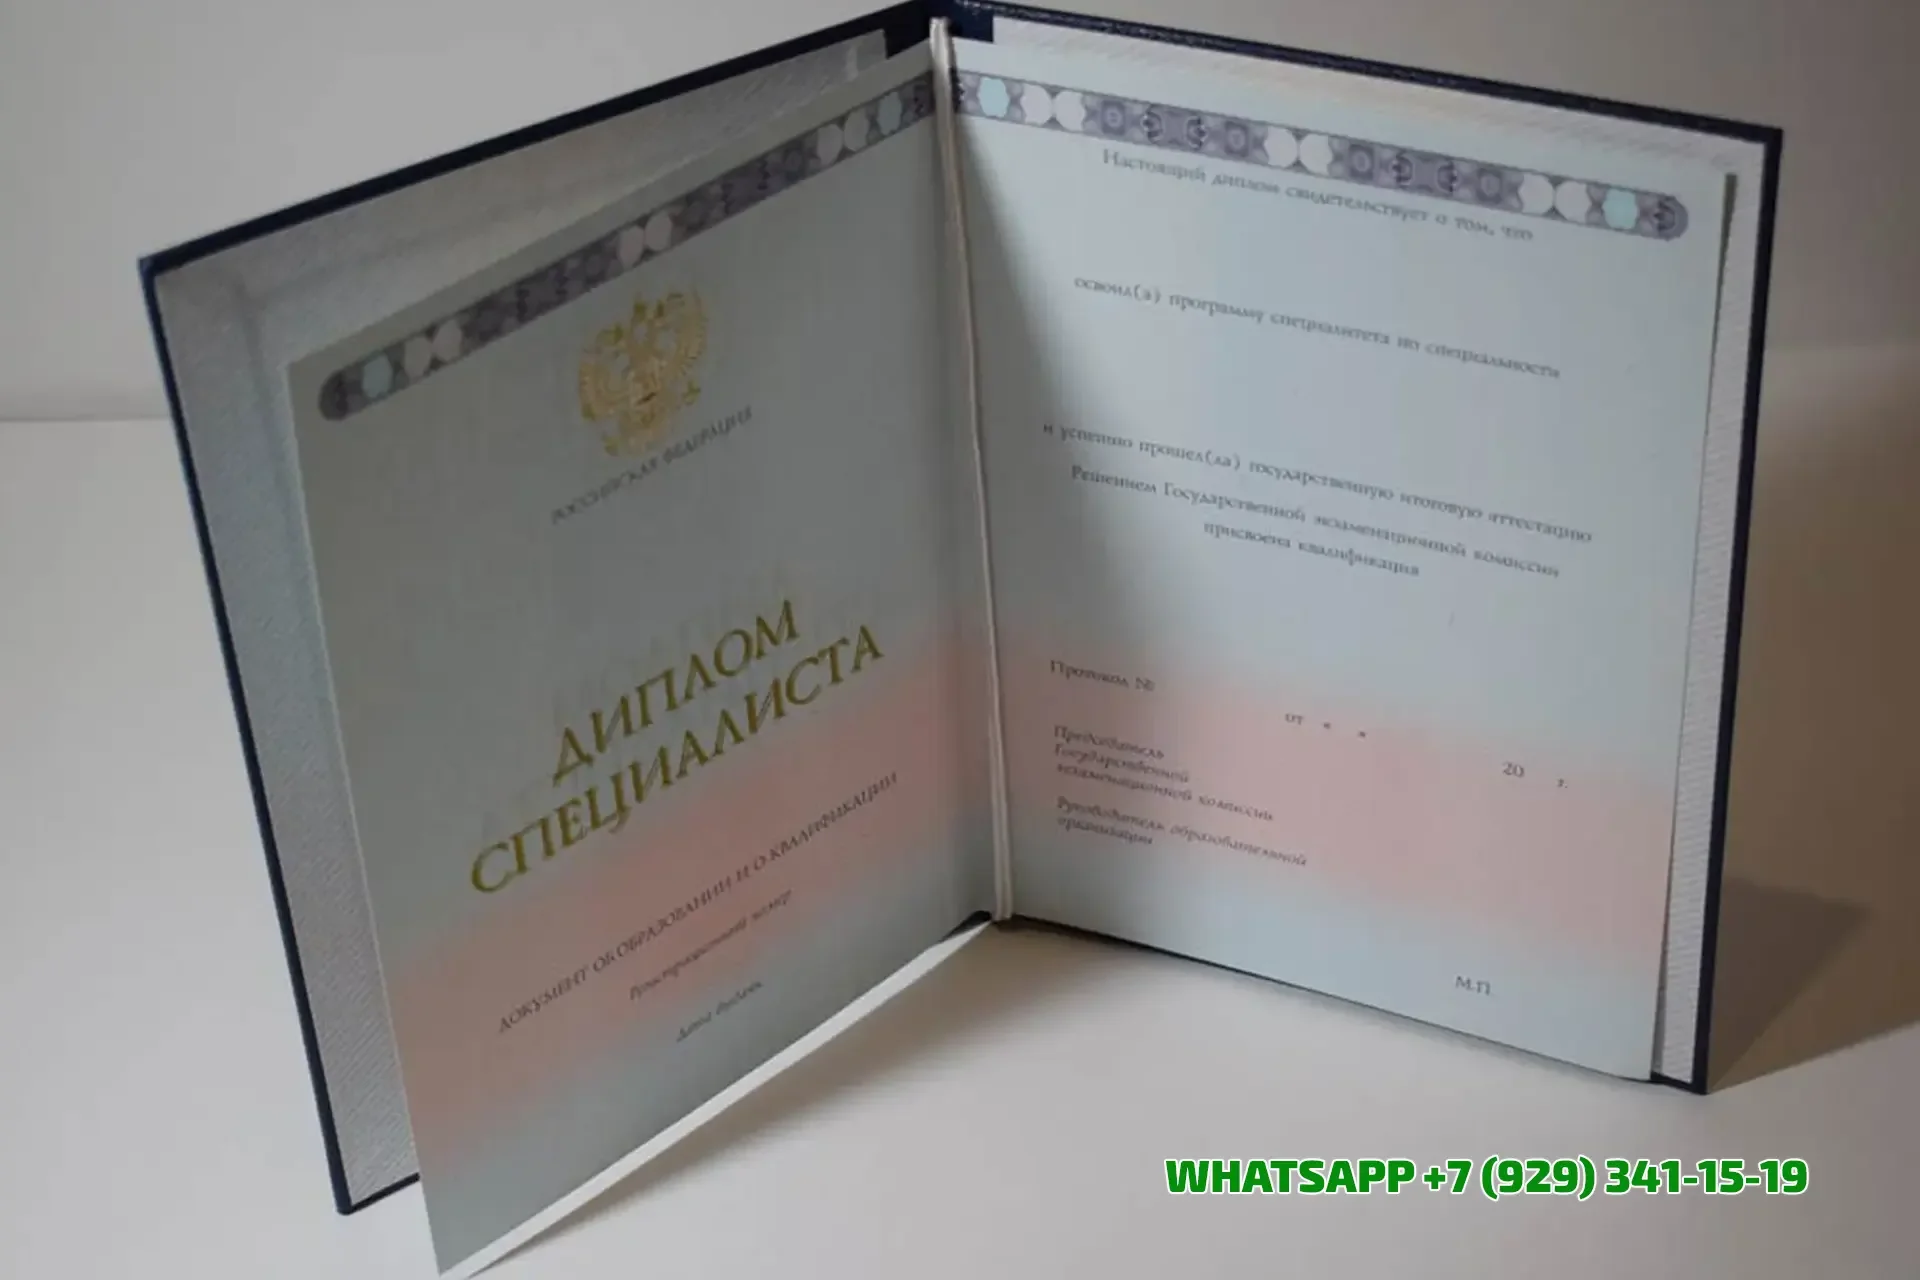 РОССИЙСКАЯ ФЕДЕРАЦИЯ
ДИПЛОМ
СПЕЦИАЛИСТА
ДОКУМЕНТ ОБ ОБРАЗОВАНИИ И О КВАЛИФИКАЦИИ
Регистрационный номер
Дата выдачи
Настоящий диплом свидетельствует о том, что
освоил(а) программу специалитета по специальности
и успешно прошел(ла) государственную итоговую аттестацию
Решением Государственной экзаменационной комиссии
присвоена квалификация
Протокол №
от « » 20 г.
Председатель
Государственной
экзаменационной комиссии
Руководитель образовательной
организации
М.П.
WHATSAPP +7 (929) 341-15-19